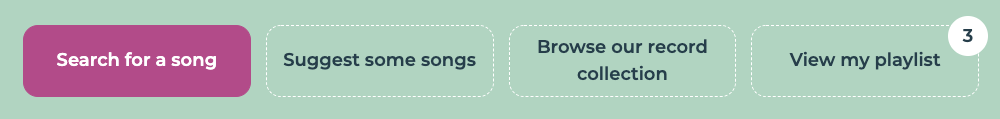 Search for a song
Suggest some songs
Browse our record
collection
View my playlist
3